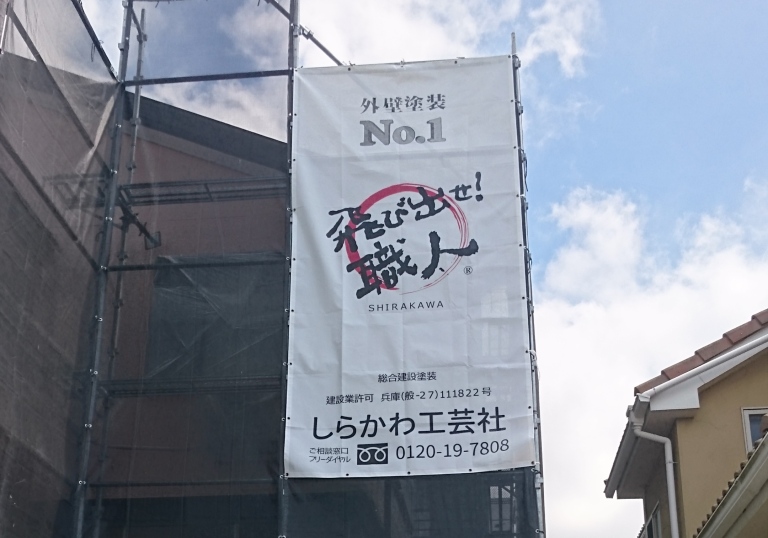 外壁塗装
No.1
飛び出せ!
職人
®
SHIRAKAWA
総合建設塗装
建設業許可 兵庫(般-27)111822号
しらかわ工芸社
ご相談窓口
フリーダイヤル
0120-19-7808